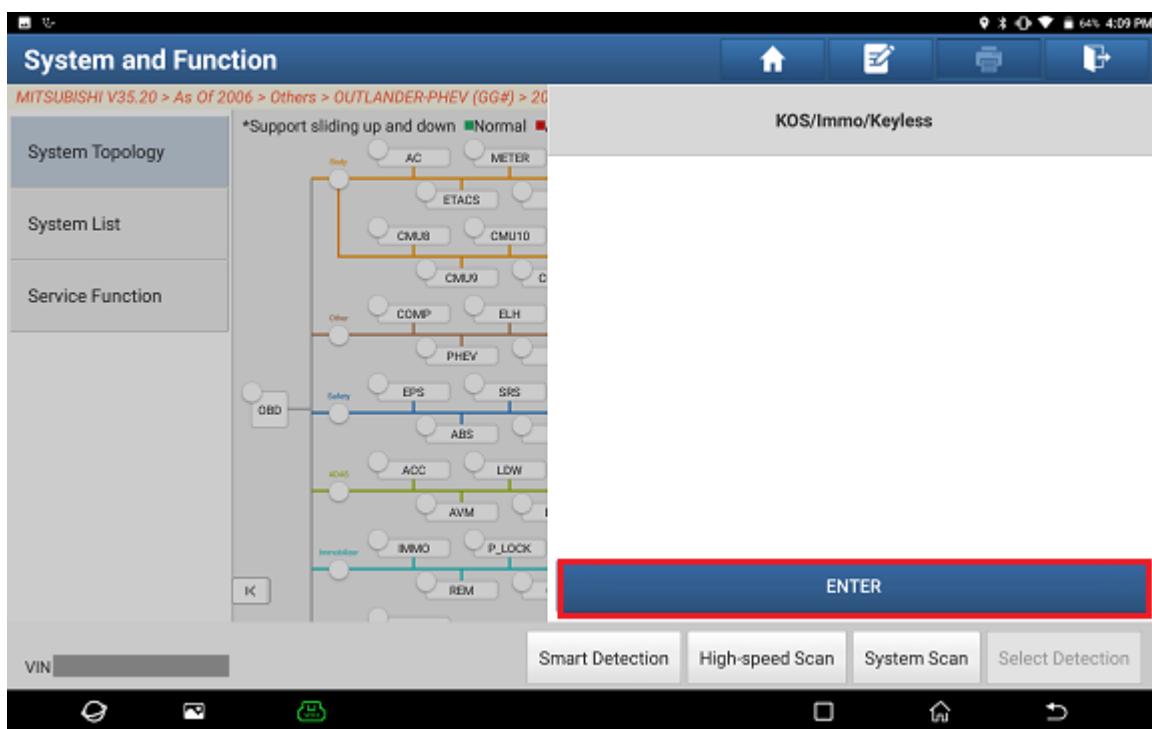 64% 4:09 PM
System and Function
MITSUBISHI V35.20 > As Of 2006 > Others > OUTLANDER-PHEV (GG#) > 20
KOS/Immo/Keyless
System Topology
System List
Service Function
*Support sliding up and down Normal
Body
AC
METER
ETACS
CMU8
CMU10
CMU9
Other
COMP
ELH
PHEV
OBD
Safety
EPS
SRS
ABS
ADAS
ACC
LDW
AVM
Immobilizer
IMMO
P_LOCK
REM
ENTER
VIN
Smart Detection
High-speed Scan
System Scan
Select Detection